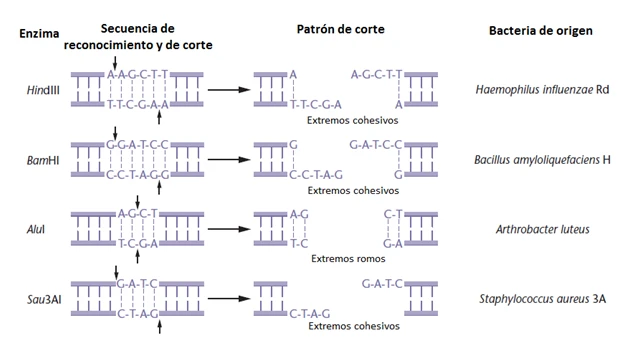 Enzima
Secuencia de
reconocimiento y de corte
Patrón de corte
Bacteria de origen
HindIII
A-A-G-C-T-T
T-T-C-G-A-A
A
A-G-C-T-T
T-T-C-G-A
A
Extremos cohesivos
Haemophilus influenzae Rd
BamHI
G-G-A-T-C-C
C-C-T-A-G-G
G
G-A-T-C-C
C-C-T-A-G
G
Extremos cohesivos
Bacillus amyloliquefaciens H
AluI
A-G-C-T
T-C-G-A
A-G
C-T
T-C
G-A
Extremos romos
Arthrobacter luteus
Sau3AI
G-A-T-C
C-T-A-G
G-A-T-C
C-T-A-G
Extremos cohesivos
Staphylococcus aureus 3A